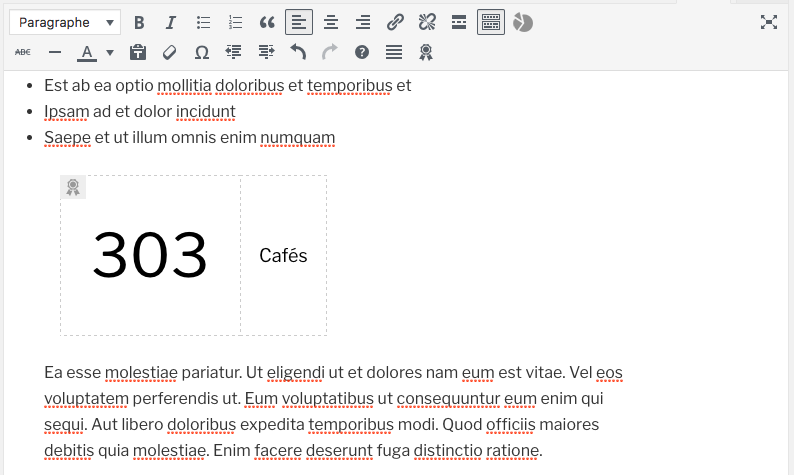 Paragraphe
B I
ABC A Ω
Est ab ea optio mollitia doloribus et temporibus et
Ipsam ad et dolor incidunt
Saepe et ut illum omnis enim numquam
303 Cafés
Ea esse molestiae pariatur. Ut eligendi ut et dolores nam eum est vitae. Vel eos
voluptatem perferendis ut. Eum voluptatibus ut consequuntur eum enim qui
sequi. Aut libero doloribus expedita temporibus modi. Quod officiis maiores
debitis quia molestiae. Enim facere deserunt fuga distinctio ratione.